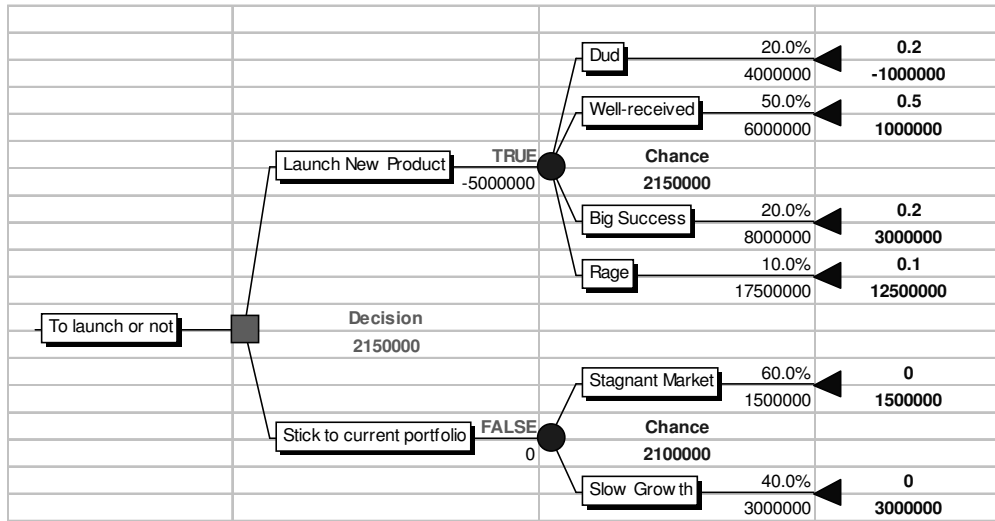 Dud 20.0% 0.2
4000000 -1000000
Well-received 50.0% 0.5
6000000 1000000
Launch New Product TRUE Chance
-5000000 2150000
Big Success 20.0% 0.2
8000000 3000000
Rage 10.0% 0.1
17500000 12500000
To launch or not Decision
2150000
Stagnant Market 60.0% 0
1500000 1500000
Stick to current portfolio FALSE Chance
0 2100000
Slow Growth 40.0% 0
3000000 3000000